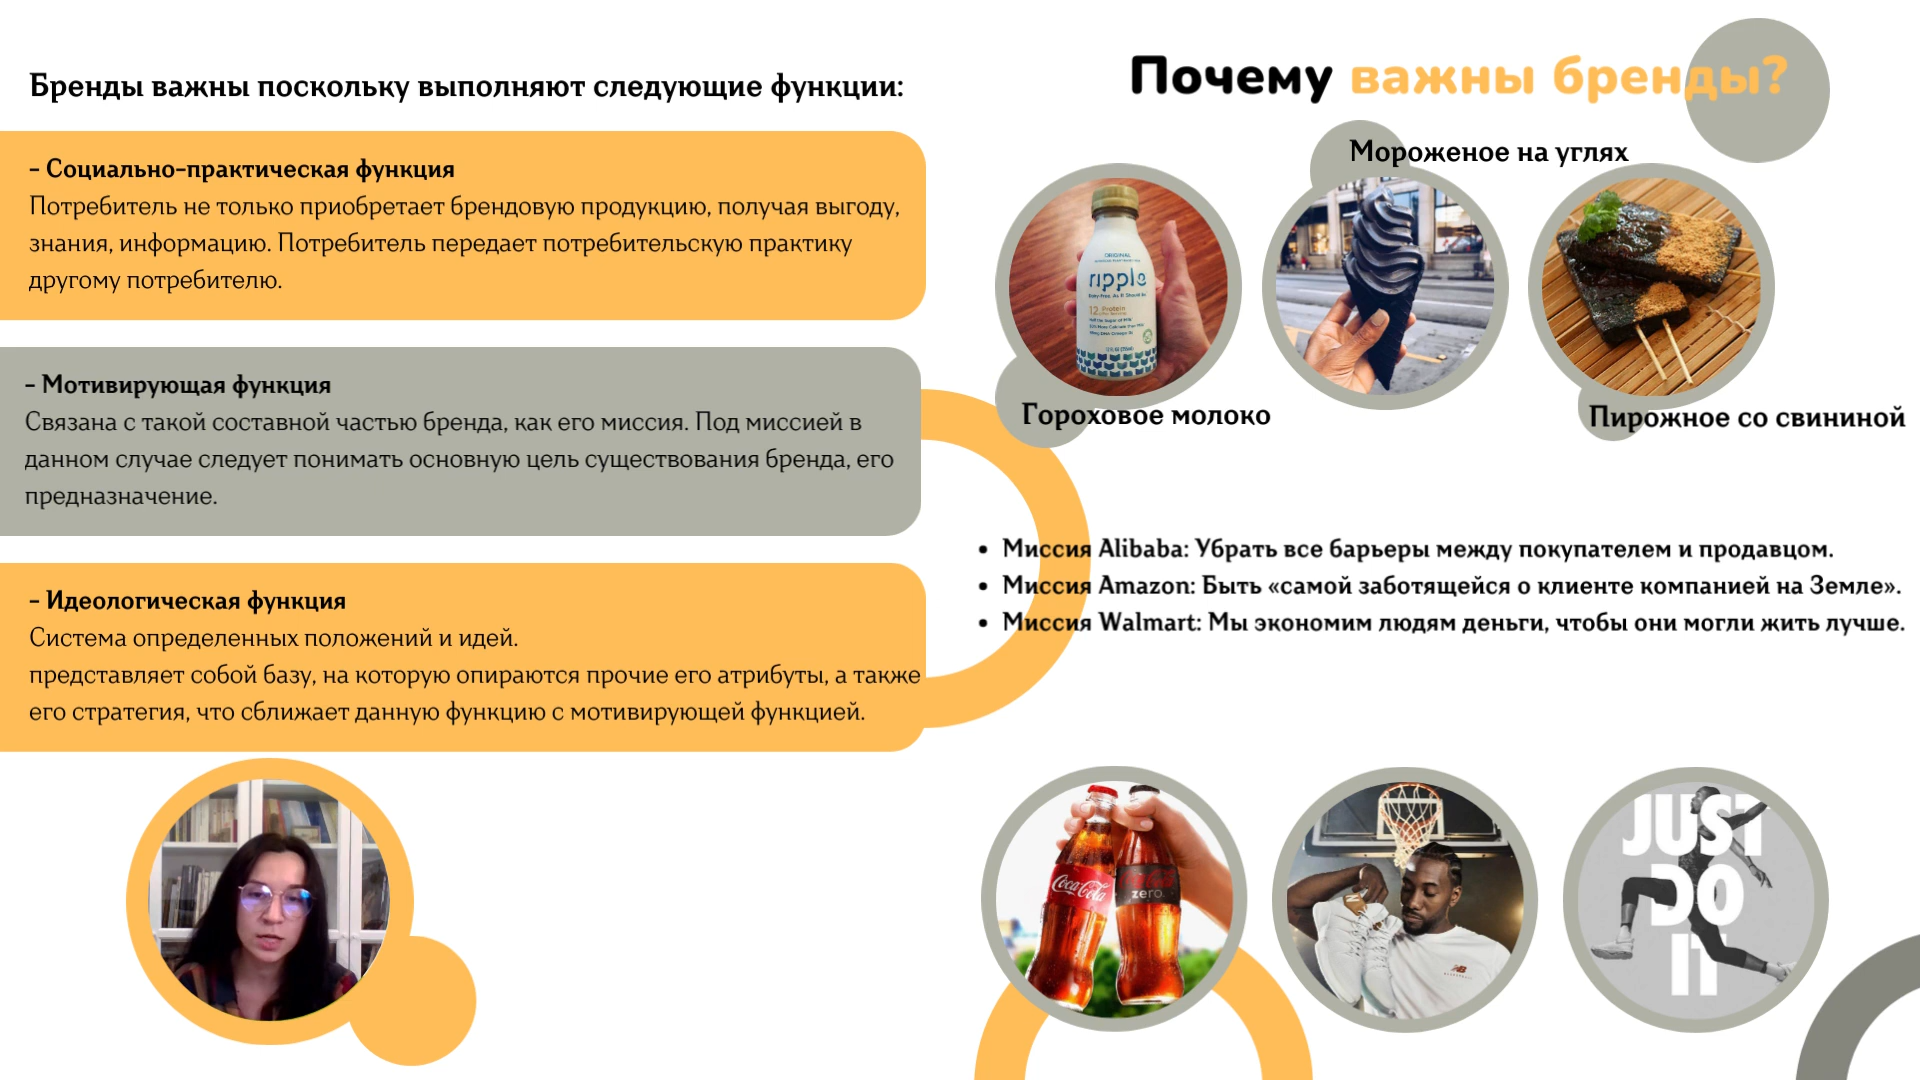 Почему важны бренды?
Бренды важны поскольку выполняют следующие функции:
– Социально-практическая функция
Потребитель не только приобретает брендовую продукцию, получая выгоду,
знания, информацию. Потребитель передает потребительскую практику
другому потребителю.
– Мотивирующая функция
Связана с такой составной частью бренда, как его миссия. Под миссией в
данном случае следует понимать основную цель существования бренда, его
предназначение.
– Идеологическая функция
Система определенных положений и идей.
представляет собой базу, на которую опираются прочие его атрибуты, а также
его стратегия, что сближает данную функцию с мотивирующей функцией.
Мороженое на углях
ORIGINAL
ripple
Гороховое молоко
Пирожное со свининой
• Миссия Alibaba: Убрать все барьеры между покупателем и продавцом.
• Миссия Amazon: Быть «самой заботящейся о клиенте компанией на Земле».
• Миссия Walmart: Мы экономим людям деньги, чтобы они могли жить лучше.
Coca-Cola
zero
JUST
DO
IT